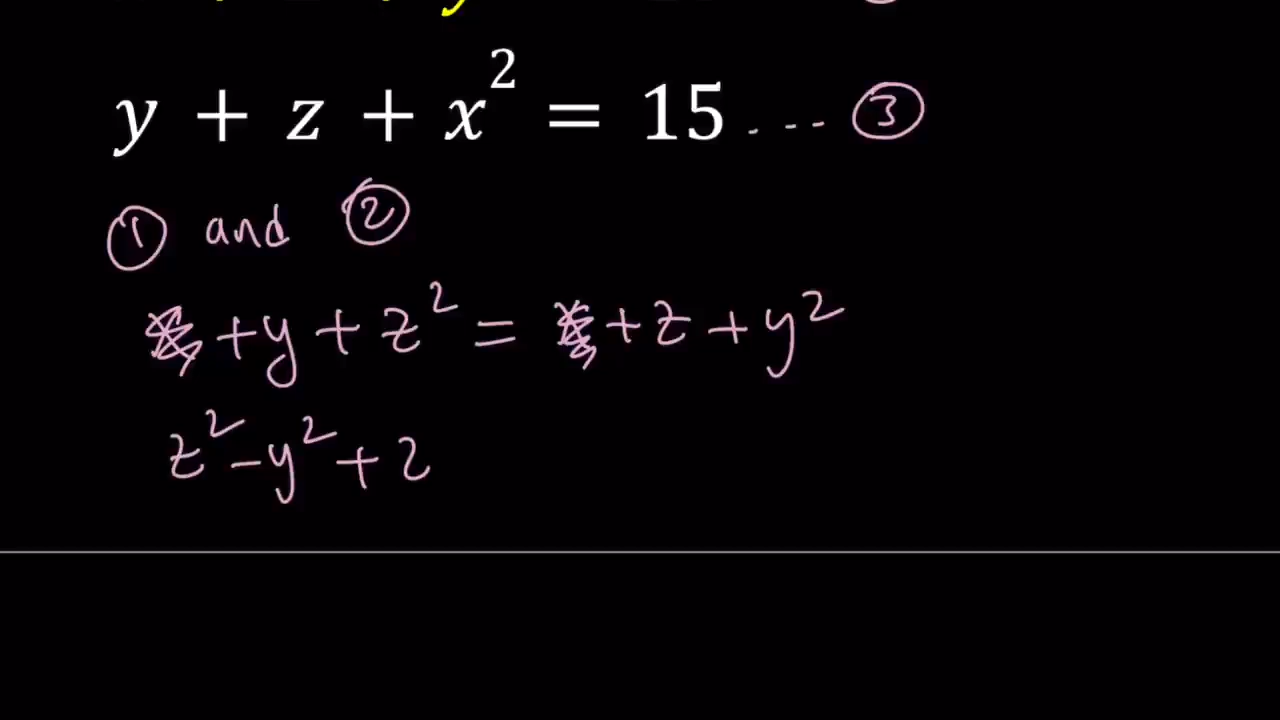 y + z + x² = 15 .... ③
① and ②
x + y + z² = x + z + y²
z² - y² + z